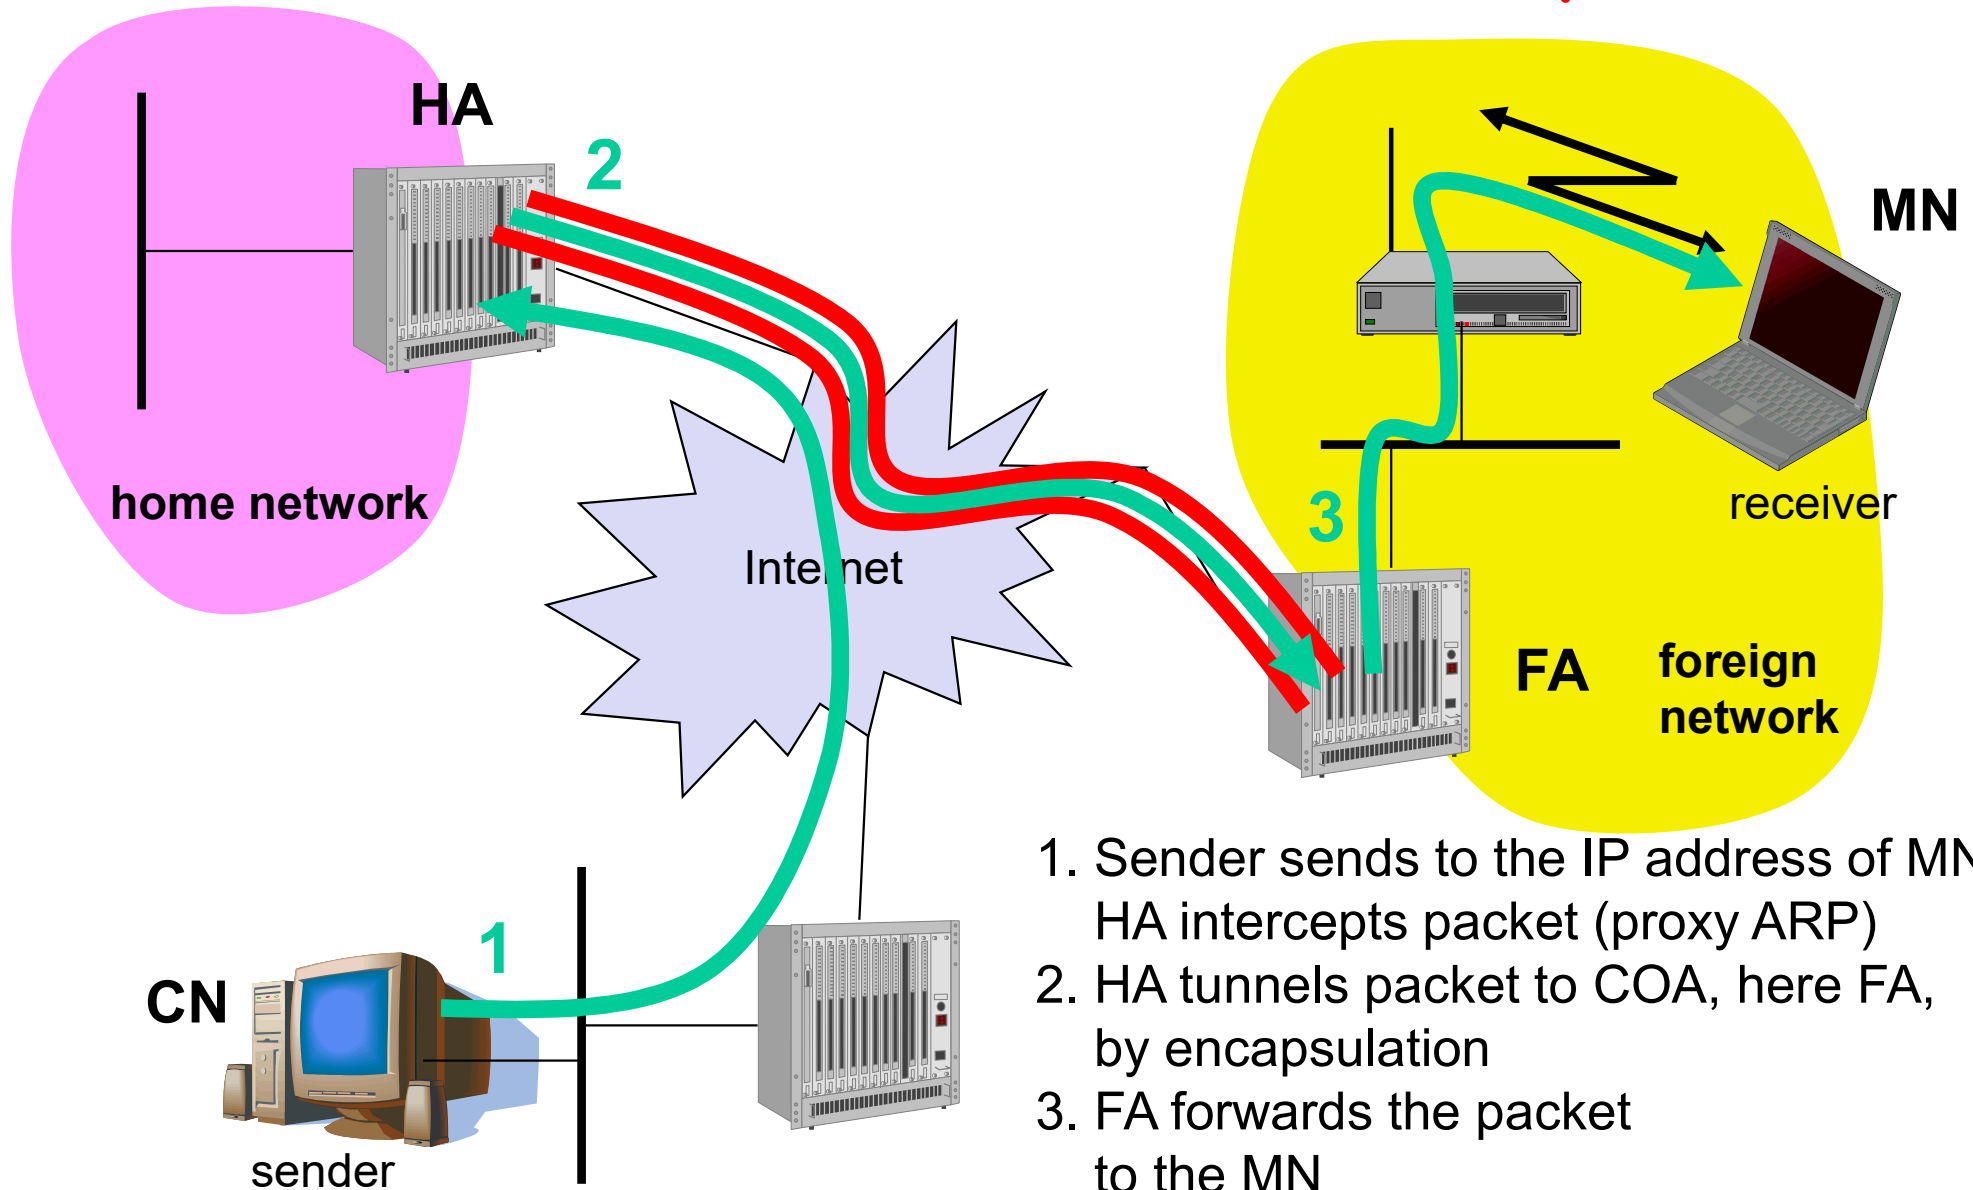 HA
2
MN
home network
receiver
3
Internet
FA
foreign
network
1. Sender sends to the IP address of MN
HA intercepts packet (proxy ARP)
1
CN
2. HA tunnels packet to COA, here FA,
by encapsulation
3. FA forwards the packet
to the MN
sender